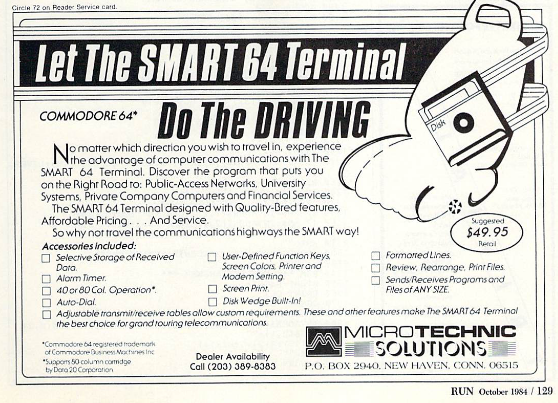 Circle 72 on Reader Service card.
Let The SMART 64 Terminal
COMMODORE 64*
Do The DRIVING
Disk
No matter which direction you wish to travel in, experience
the advantage of computer communications with The
SMART 64 Terminal. Discover the program that puts you
on the Right Road to: Public-Access Networks, University
Systems, Private Company Computers and Financial Services.
The SMART 64 Terminal designed with Quality-Bred features,
Affordable Pricing . . . And Service.
So why not travel the communications highways the SMART way!
Suggested
$49.95
Retail
Accessories included:
Selective Storage of Received
Data.
Alarm Timer.
40 or 80 Col. Operation*.
Auto-Dial.
User-Defined Function Keys,
Screen Colors, Printer and
Modem Setting.
Screen Print.
Disk Wedge Built-In!
Formatted Lines.
Review, Rearrange, Print Files.
Sends/Receives Programs and
Files of ANY SIZE.
Adjustable transmit/receive tables allow custom requirements. These and other features make The SMART 64 Terminal
the best choice for grand touring telecommunications.
*Commodore 64 registered trademark
of Commodore Business Machines Inc
*Supports 80 column cartridge
by Data 20 Corporation
Dealer Availability
Call (203) 389-8383
MICROTECHNIC
SOLUTIONS
P.O. BOX 2940, NEW HAVEN, CONN. 06515
RUN October 1984 / 129